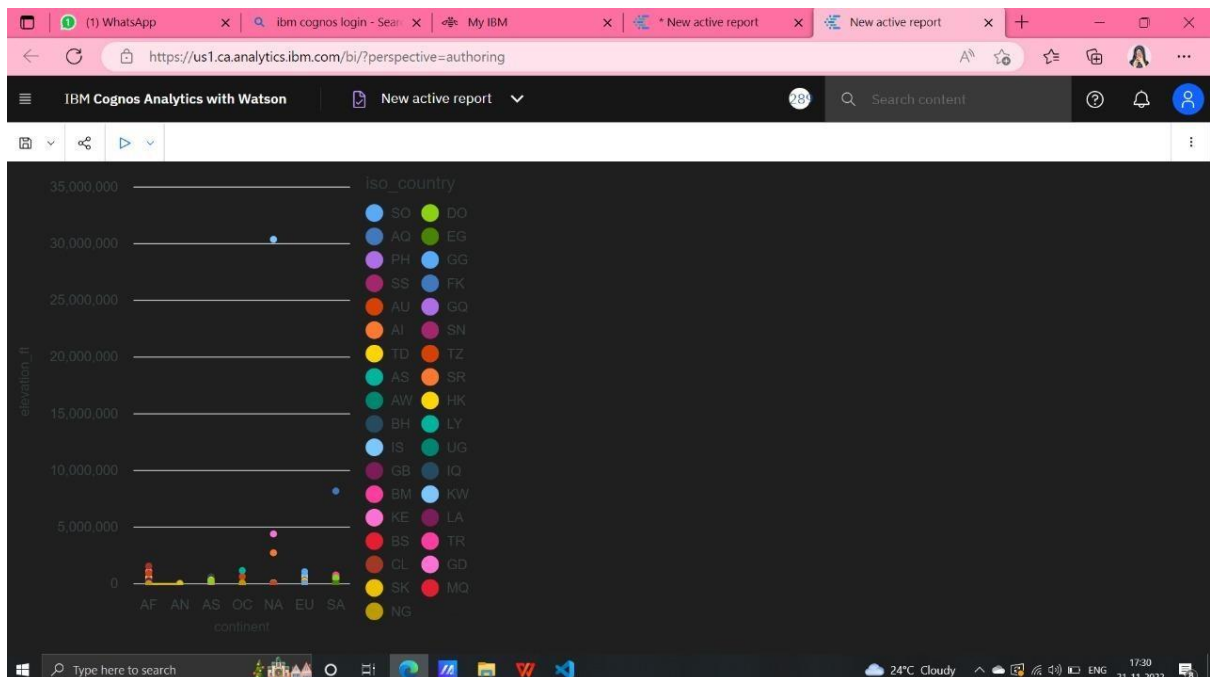 (1) WhatsApp
ibm cognos login - Sear
My IBM
* New active report
New active report
https://us1.ca.analytics.ibm.com/bi/?perspective=authoring
IBM Cognos Analytics with Watson
New active report
289
Search content
35,000,000
30,000,000
25,000,000
20,000,000
15,000,000
10,000,000
5,000,000
0
elevation_ft
AF AN AS OC NA EU SA
continent
iso_country
SO DO
AQ EG
PH GG
SS FK
AU GQ
AI SN
TD TZ
AS SR
AW HK
BH LY
IS UG
GB IQ
BM KW
KE LA
BS TR
CL GD
SK MQ
NG
Type here to search
24°C Cloudy
ENG
17:30